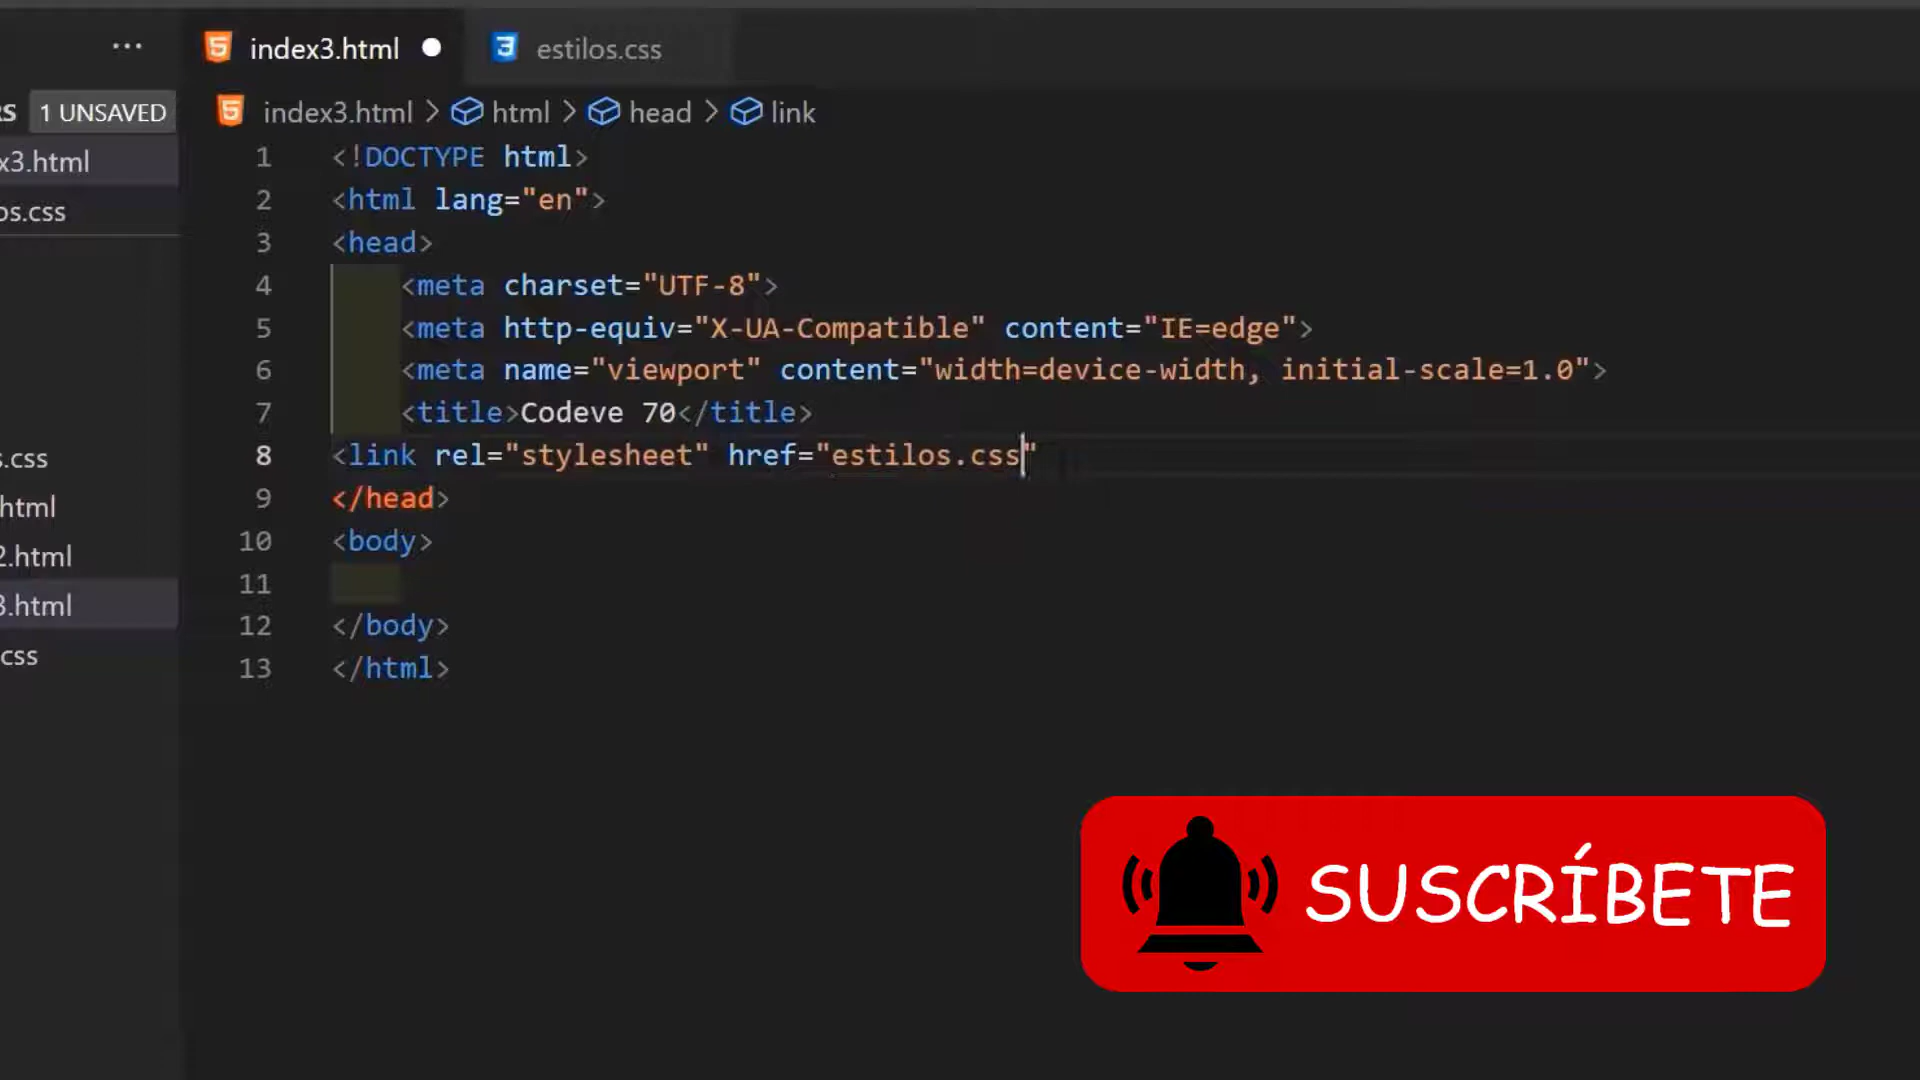 ··· index3.html estilos.css
RS 1 UNSAVED index3.html > html > head > link
x3.html
os.css
s.css
html
2.html
3.html
css
1 <!DOCTYPE html>
2 <html lang="en">
3 <head>
4 <meta charset="UTF-8">
5 <meta http-equiv="X-UA-Compatible" content="IE=edge">
6 <meta name="viewport" content="width=device-width, initial-scale=1.0">
7 <title>Codeve 70</title>
8 <link rel="stylesheet" href="estilos.css"
9 </head>
10 <body>
11
12 </body>
13 </html>
SUSCRÍBETE